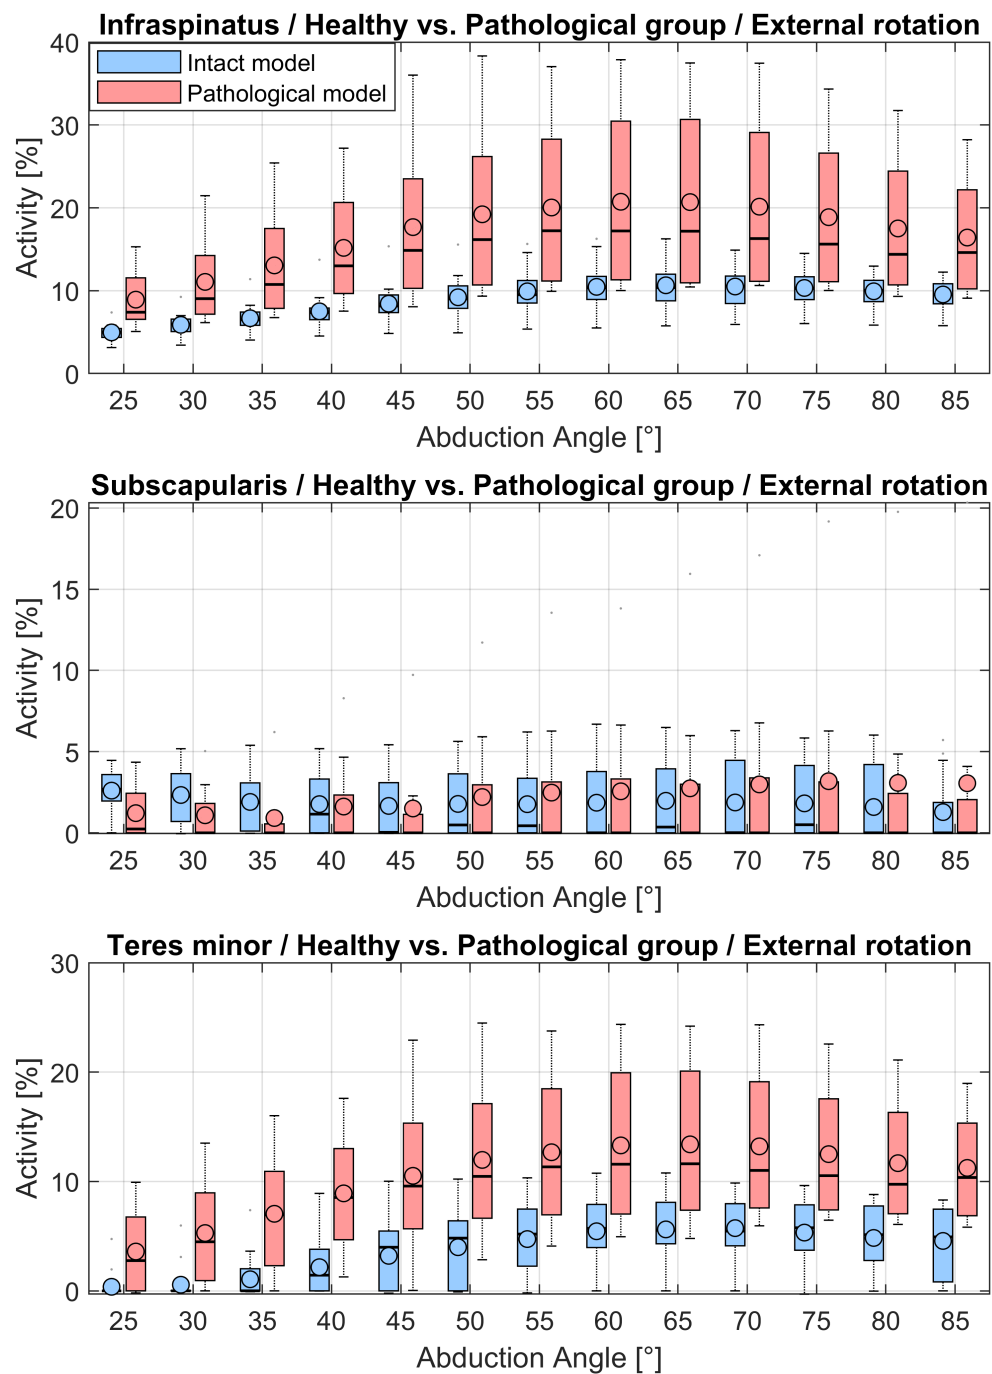 Infraspinatus / Healthy vs. Pathological group / External rotation
Intact model
Pathological model
Activity [%]
40
30
20
10
0
25 30 35 40 45 50 55 60 65 70 75 80 85
Abduction Angle [°]
Subscapularis / Healthy vs. Pathological group / External rotation
Activity [%]
20
15
10
5
0
25 30 35 40 45 50 55 60 65 70 75 80 85
Abduction Angle [°]
Teres minor / Healthy vs. Pathological group / External rotation
Activity [%]
30
20
10
0
25 30 35 40 45 50 55 60 65 70 75 80 85
Abduction Angle [°]